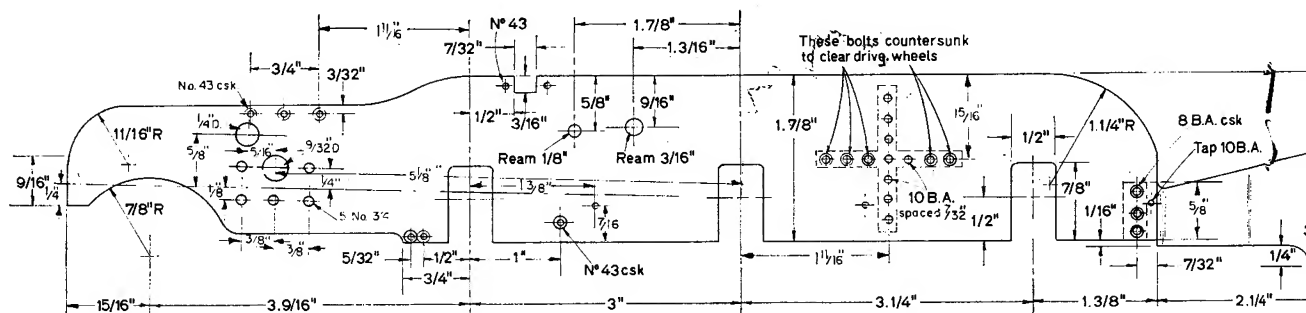 1 11/16"
1.7/8"
Nº 43
7/32"
1.3/16"
These bolts countersunk
to clear drive wheels
3/4"
3/32"
No. 43 csk
1/4"D.
11/16"R
5/8"
5/16"
9/32D
1/2"
3/16"
5/8"
9/16"
1.7/8"
15/16"
1/2"
1.1/4"R
8 B.A. csk
Tap 10B.A.
Ream 1/8"
Ream 3/16"
9/16"
1/4
7/8"R
1/8"
1/4"
5 1/8"
1 3/8"
5 No 34
7/16
10 B.A.
spaced 7/32"
1/2"
7/8"
1/16"
5/8"
3/8"
3/8"
5/32"
1/2"
3/4"
1"
Nº 43 csk
1 11/16"
7/32"
1/4"
15/16"
3.9/16"
3"
3.1/4"
1.3/8"
2.1/4"